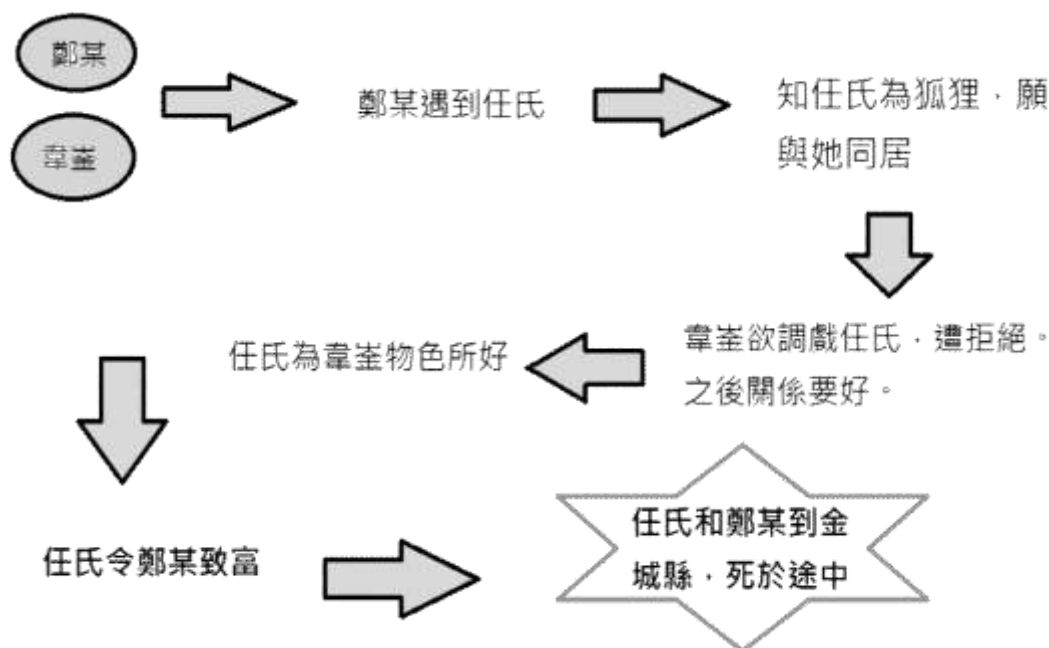 鄭某
韋崟
鄭某遇到任氏
知任氏為狐狸，願
與她同居
韋崟欲調戲任氏，遭拒絕。
之後關係要好。
任氏為韋崟物色所好
任氏令鄭某致富
任氏和鄭某到金
城縣，死於途中